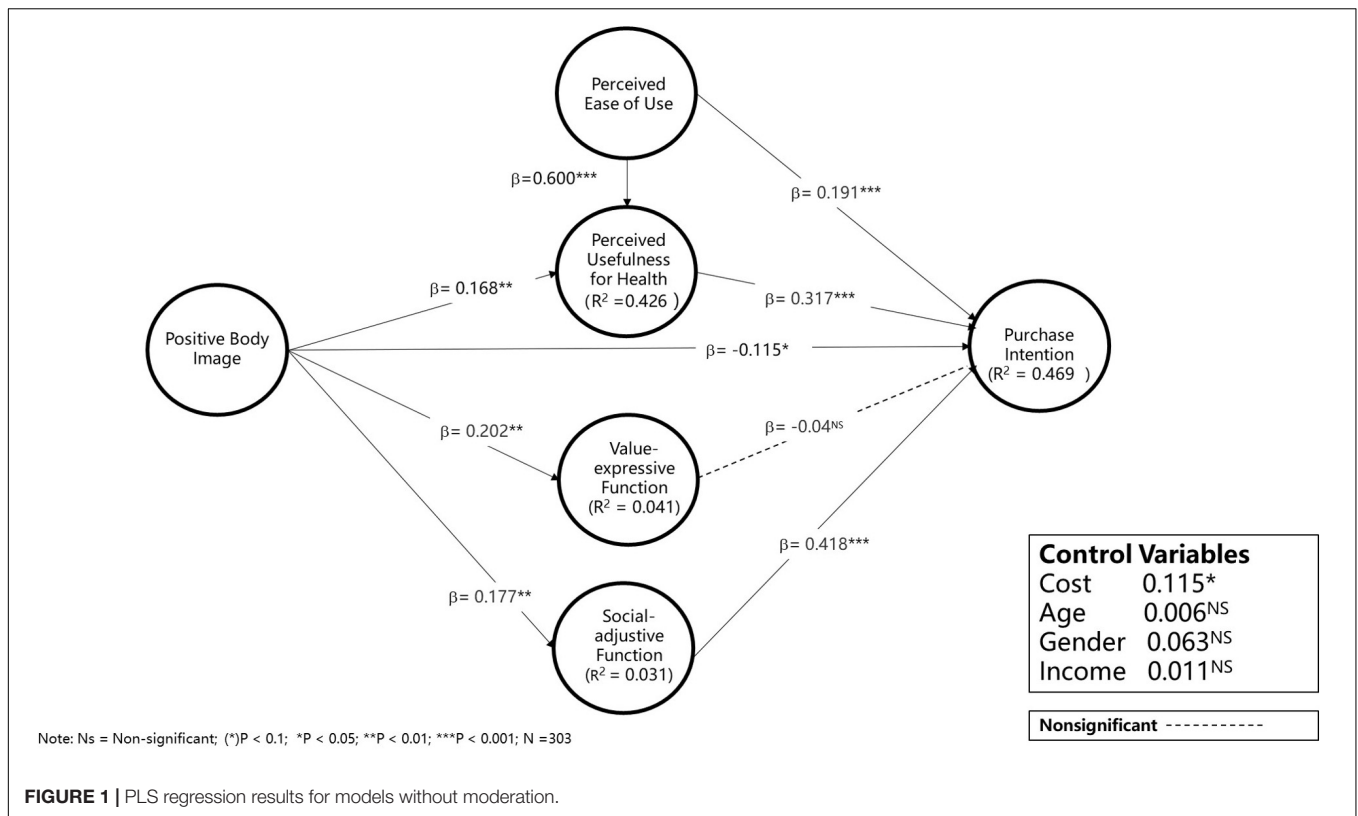 Perceived
Ease of Use
β=0.600***
β= 0.191***
Perceived
Usefulness
for Health
(R² =0.426 )
β= 0.168**
β= 0.317***
Positive Body
Image
β= -0.115*
Purchase
Intention
(R² = 0.469 )
β= 0.202**
β= -0.04ᴺˢ
Value-
expressive
Function
(R² = 0.041)
β= 0.418***
β= 0.177**
Social-
adjustive
Function
(R² = 0.031)
Control Variables
Cost 0.115*
Age 0.006ᴺˢ
Gender 0.063ᴺˢ
Income 0.011ᴺˢ
Nonsignificant -----------
Note: Ns = Non-significant; (*)P < 0.1; *P < 0.05; **P < 0.01; ***P < 0.001; N =303
FIGURE 1 | PLS regression results for models without moderation.